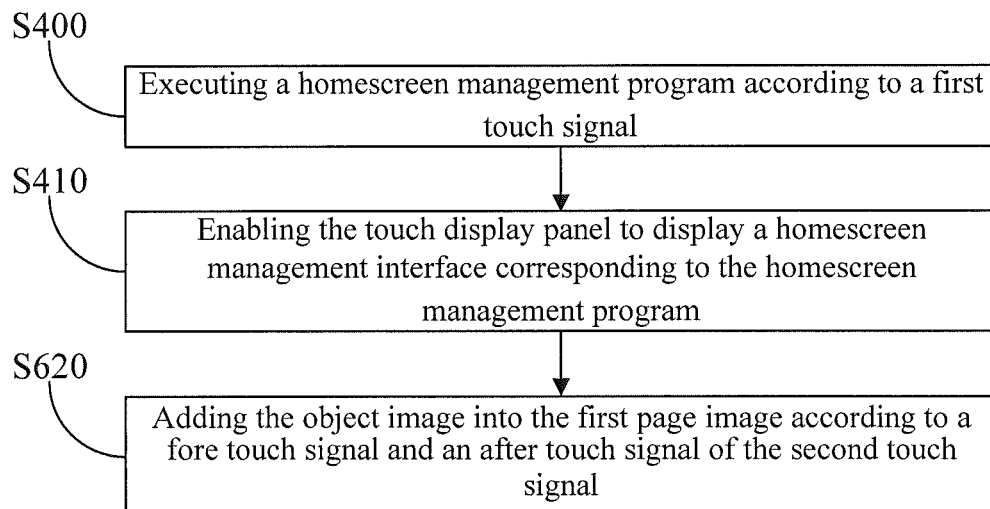 S400
Executing a homescreen management program according to a first
touch signal
S410
Enabling the touch display panel to display a homescreen
management interface corresponding to the homescreen
management program
S620
Adding the object image into the first page image according to a
fore touch signal and an after touch signal of the second touch
signal